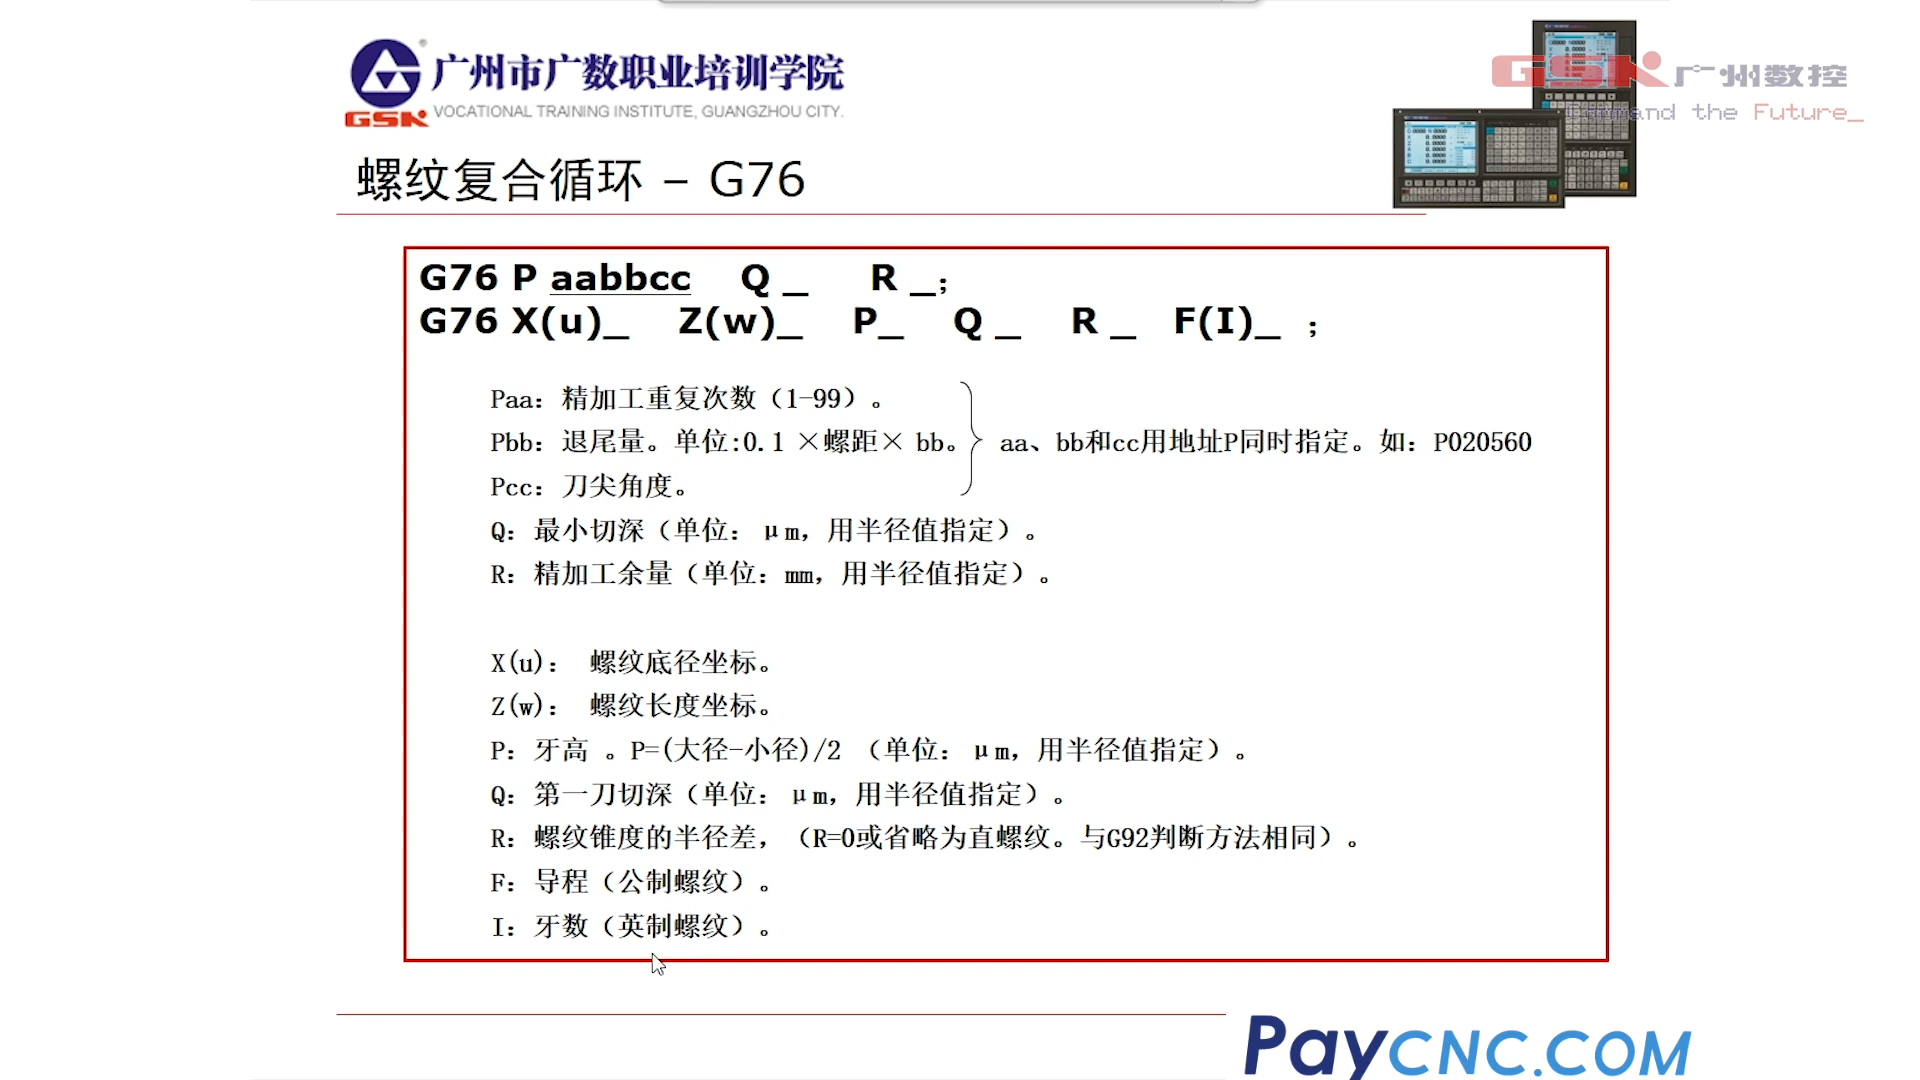 广州市广数职业培训学院
GSK VOCATIONAL TRAINING INSTITUTE, GUANGZHOU CITY.
GSK 广州数控
Command the Future_
螺纹复合循环 – G76
G76 P aabbcc Q _ R _;
G76 X(u)_ Z(w)_ P_ Q _ R _ F(I)_ ;
Paa: 精加工重复次数（1-99）。
Pbb: 退尾量。单位:0.1 ×螺距× bb。
Pcc: 刀尖角度。
aa、bb和cc用地址P同时指定。如: P020560
Q: 最小切深（单位: μm, 用半径值指定）。
R: 精加工余量（单位: mm, 用半径值指定）。
X(u): 螺纹底径坐标。
Z(w): 螺纹长度坐标。
P: 牙高 。P=(大径-小径)/2 （单位: μm, 用半径值指定）。
Q: 第一刀切深（单位: μm, 用半径值指定）。
R: 螺纹锥度的半径差, （R=0或省略为直螺纹。与G92判断方法相同）。
F: 导程（公制螺纹）。
I: 牙数（英制螺纹）。
PayCNC.COM